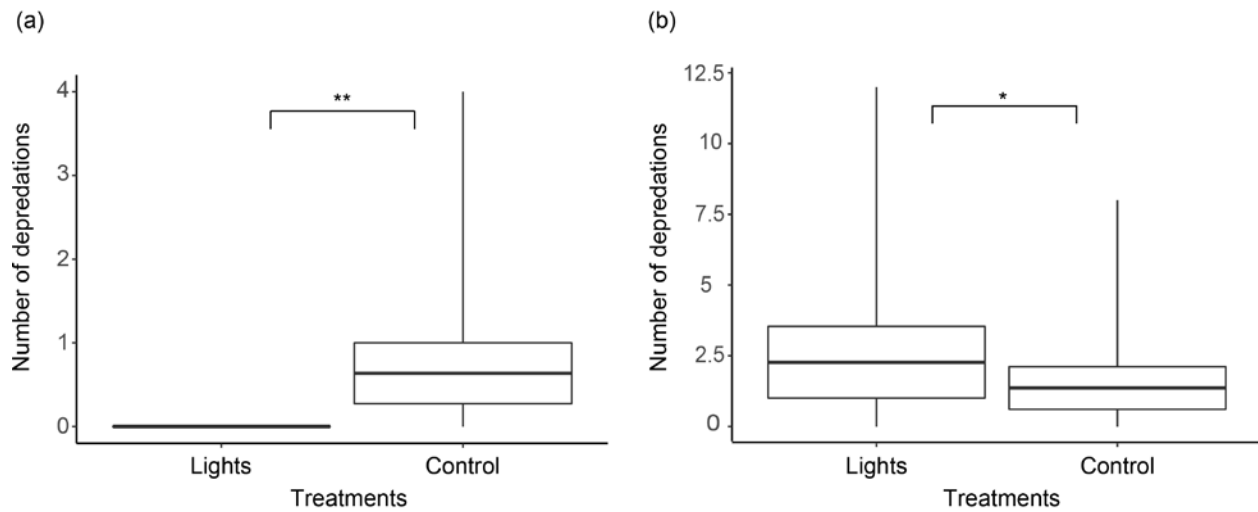 (a)
Number of depredations
4
3
2
1
0
**
Lights
Control
Treatments
(b)
Number of depredations
12.5
10
7.5
5
2.5
0
*
Lights
Control
Treatments